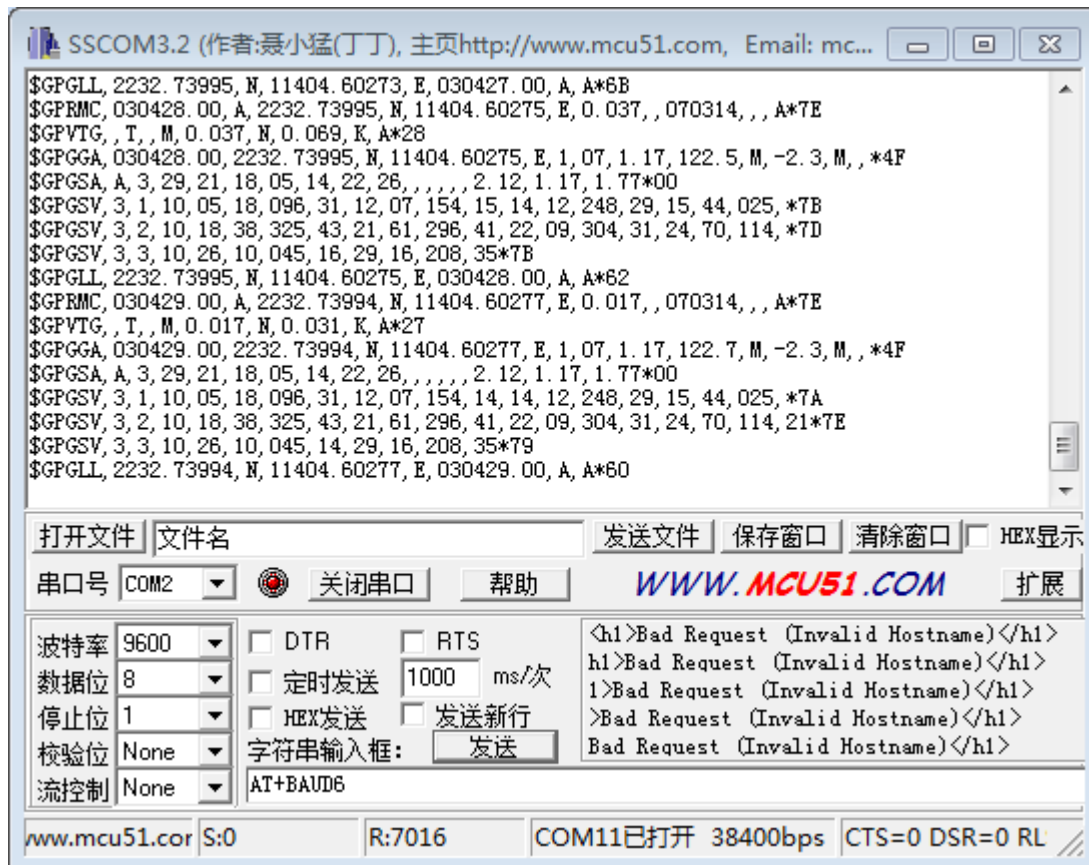 SSCOM3.2 (作者:聂小猛(丁丁), 主页http://www.mcu51.com, Email: mc...
$GPGLL,2232.73995,N,11404.60273,E,030427.00,A,A*6B
$GPRMC,030428.00,A,2232.73995,N,11404.60275,E,0.037,,070314,,,A*7E
$GPVTG,,T,,M,0.037,N,0.069,K,A*28
$GPGGA,030428.00,2232.73995,N,11404.60275,E,1,07,1.17,122.5,M,-2.3,M,,*4F
$GPGSA,A,3,29,21,18,05,14,22,26,,,,,,2.12,1.17,1.77*00
$GPGSV,3,1,10,05,18,096,31,12,07,154,15,14,12,248,29,15,44,025,*7B
$GPGSV,3,2,10,18,38,325,43,21,61,296,41,22,09,304,31,24,70,114,*7D
$GPGSV,3,3,10,26,10,045,16,29,16,208,35*7B
$GPGLL,2232.73995,N,11404.60275,E,030428.00,A,A*62
$GPRMC,030429.00,A,2232.73994,N,11404.60277,E,0.017,,070314,,,A*7E
$GPVTG,,T,,M,0.017,N,0.031,K,A*27
$GPGGA,030429.00,2232.73994,N,11404.60277,E,1,07,1.17,122.7,M,-2.3,M,,*4F
$GPGSA,A,3,29,21,18,05,14,22,26,,,,,,2.12,1.17,1.77*00
$GPGSV,3,1,10,05,18,096,31,12,07,154,14,14,12,248,29,15,44,025,*7A
$GPGSV,3,2,10,18,38,325,43,21,61,296,41,22,09,304,31,24,70,114,21*7E
$GPGSV,3,3,10,26,10,045,14,29,16,208,35*79
$GPGLL,2232.73994,N,11404.60277,E,030429.00,A,A*60
打开文件 文件名 发送文件 保存窗口 清除窗口 HEX显示
串口号 COM2 关闭串口 帮助 WWW.MCU51.COM 扩展
波特率 9600 DTR RTS
数据位 8 定时发送 1000 ms/次
停止位 1 HEX发送 发送新行
校验位 None 字符串输入框: 发送
流控制 None AT+BAUD6
<h1>Bad Request (Invalid Hostname)</h1>
h1>Bad Request (Invalid Hostname)</h1>
1>Bad Request (Invalid Hostname)</h1>
>Bad Request (Invalid Hostname)</h1>
Bad Request (Invalid Hostname)</h1>
www.mcu51.cor S:0 R:7016 COM11已打开 38400bps CTS=0 DSR=0 RL